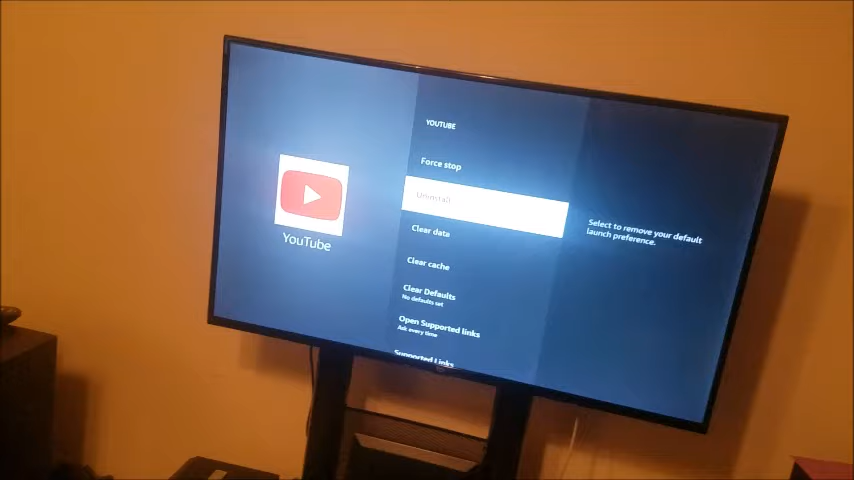 YOUTUBE
Force stop
Uninstall
Clear data
Clear cache
Clear Defaults
No defaults set
Open Supported links
Ask every time
Supported Links
YouTube
Select to remove your default
launch preference.